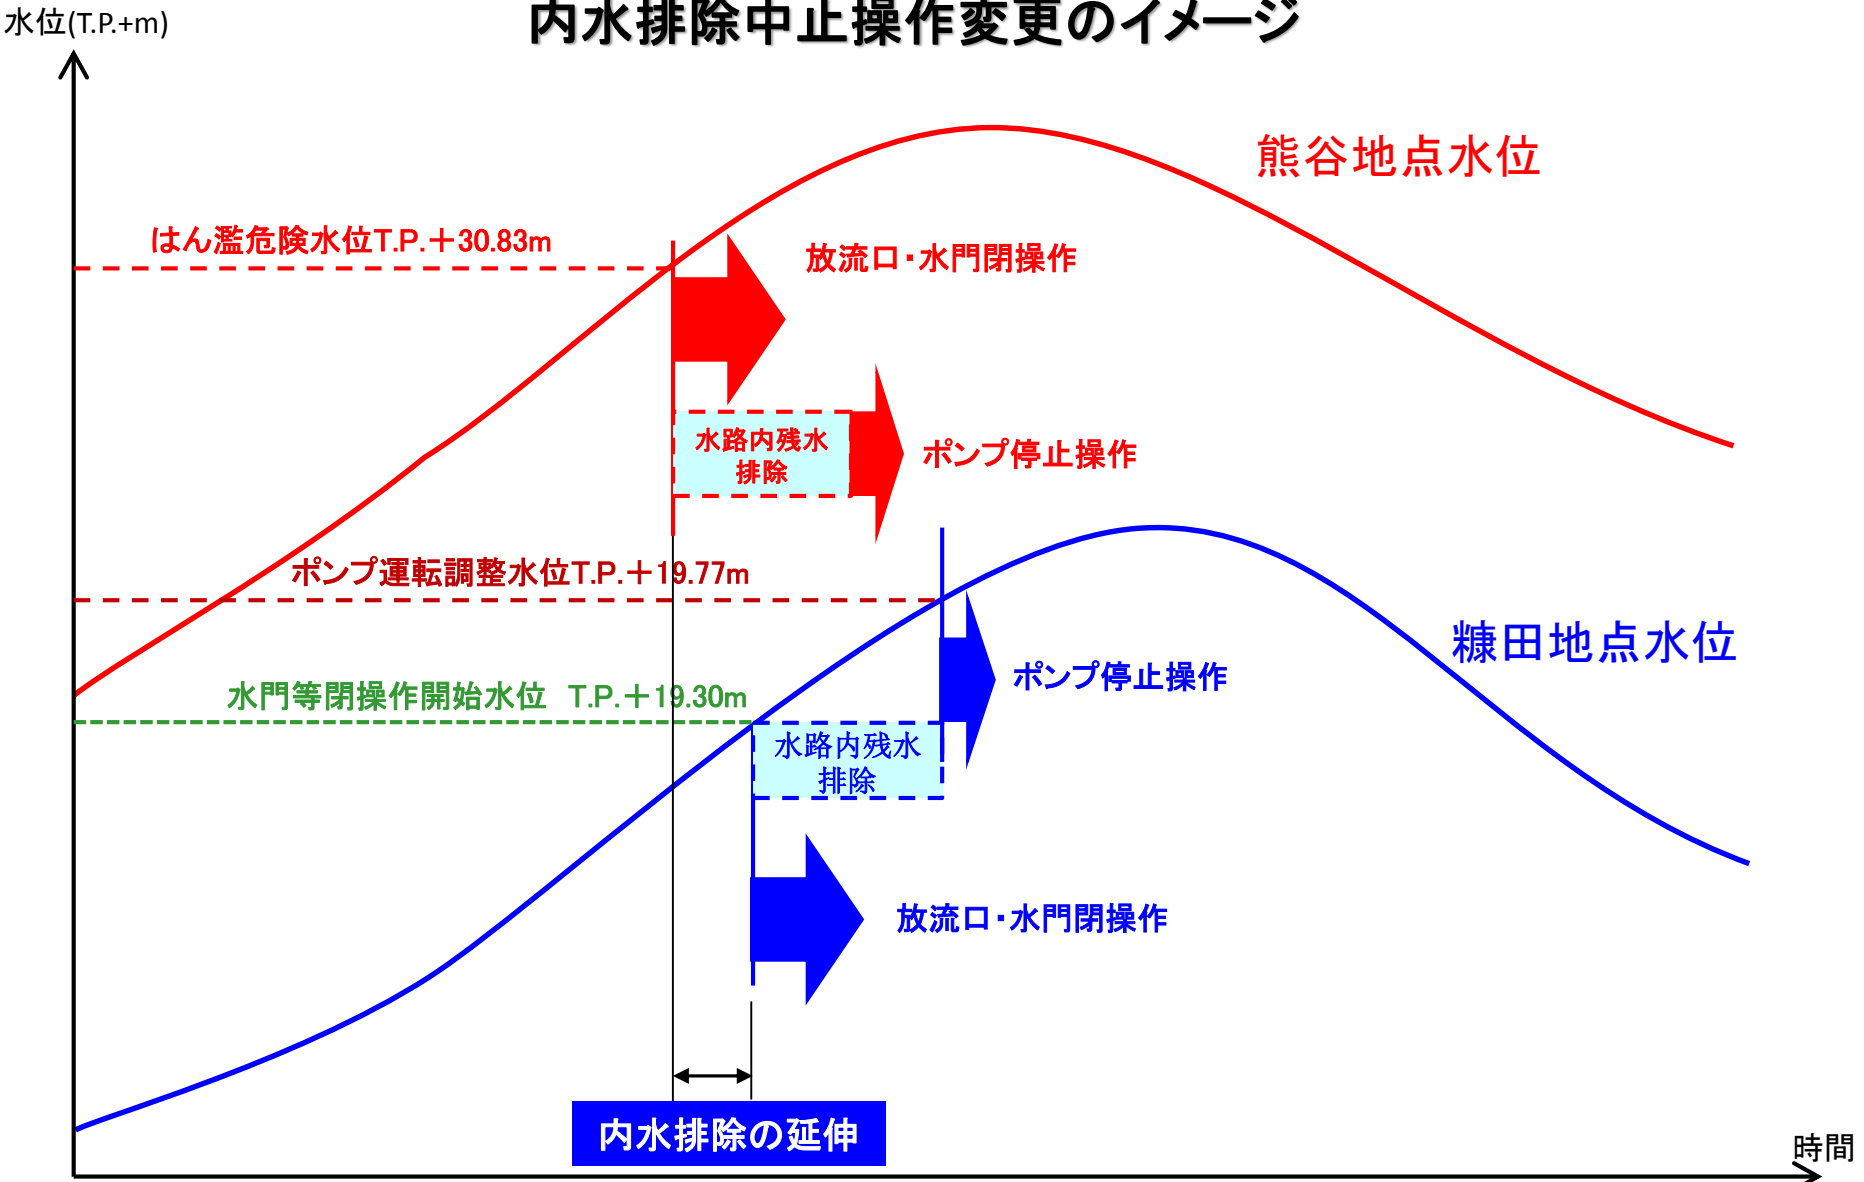 内水排除中止操作変更のイメージ
水位(T.P.+m)
熊谷地点水位
はん濫危険水位T.P.+30.83m
放流口・水門閉操作
水路内残水
排除
ポンプ停止操作
ポンプ運転調整水位T.P.+19.77m
糠田地点水位
ポンプ停止操作
水門等閉操作開始水位　T.P.+19.30m
水路内残水
排除
放流口・水門閉操作
内水排除の延伸
時間